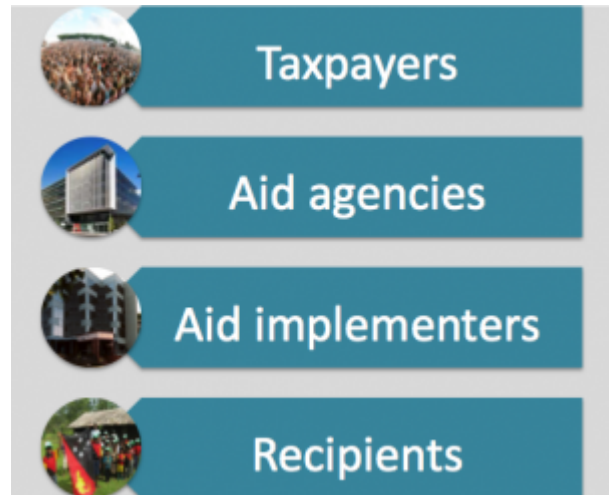 Taxpayers
Aid agencies
Aid implementers
Recipients